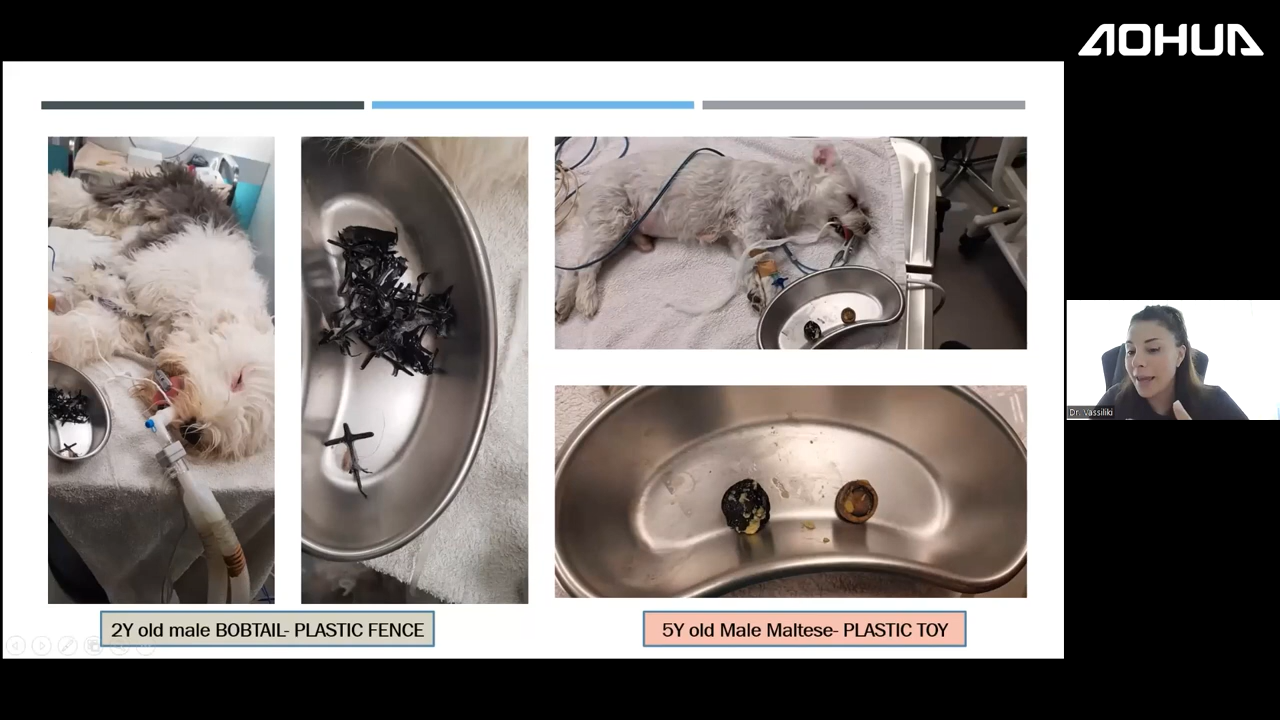 AOHUA
2Y old male BOBTAIL- PLASTIC FENCE
5Y old Male Maltese- PLASTIC TOY
Dr. Vassiliki